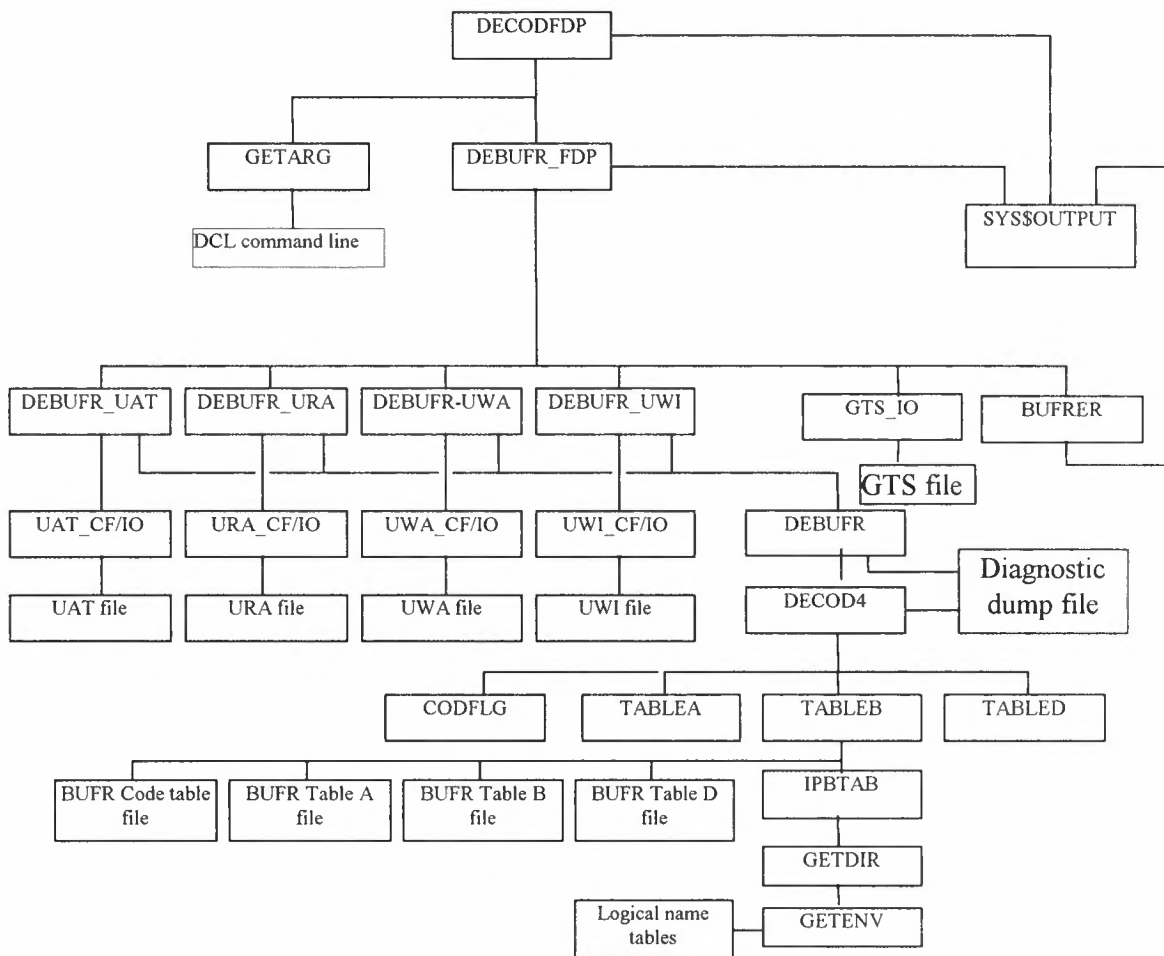 DECODFDP
GETARG
DEBUFR_FDP
SYS$OUTPUT
DCL command line
DEBUFR_UAT
DEBUFR_URA
DEBUFR-UWA
DEBUFR_UWI
GTS_IO
BUFRER
GTS file
UAT_CF/IO
URA_CF/IO
UWA_CF/IO
UWI_CF/IO
DEBUFR
Diagnostic
dump file
UAT file
URA file
UWA file
UWI file
DECOD4
CODFLG
TABLEA
TABLEB
TABLED
BUFR Code table
file
BUFR Table A
file
BUFR Table B
file
BUFR Table D
file
IPBTAB
GETDIR
Logical name
tables
GETENV